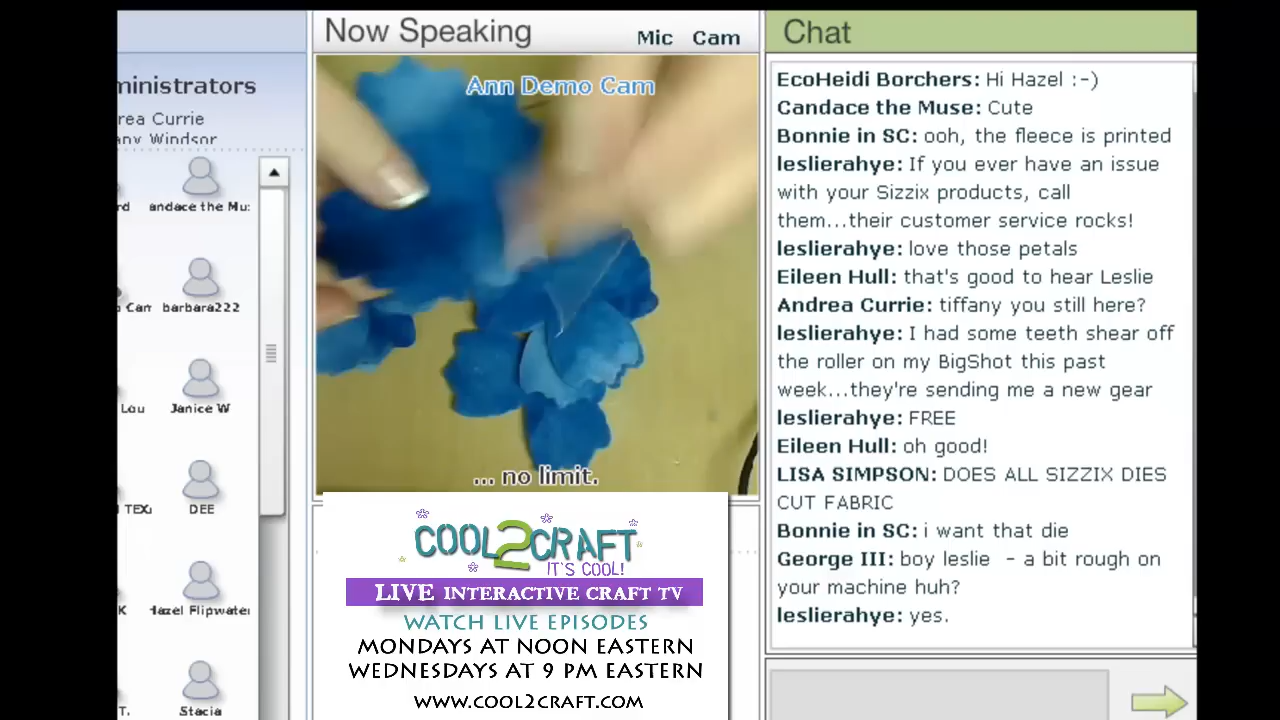 ministrators
rea Currie
any Windsor
rd
andace the Mu:
Cam
barbara222
Lou
Janice W
TEX
DEE
K
Hazel Flipwater
T.
Stacia
Now Speaking
Mic Cam
Ann Demo Cam
... no limit.
COOL2CRAFT
IT'S COOL!
LIVE INTERACTIVE CRAFT TV
WATCH LIVE EPISODES
MONDAYS AT NOON EASTERN
WEDNESDAYS AT 9 PM EASTERN
WWW.COOL2CRAFT.COM
Chat
EcoHeidi Borchers: Hi Hazel :-)
Candace the Muse: Cute
Bonnie in SC: ooh, the fleece is printed
leslierahye: If you ever have an issue
with your Sizzix products, call
them...their customer service rocks!
leslierahye: love those petals
Eileen Hull: that's good to hear Leslie
Andrea Currie: tiffany you still here?
leslierahye: I had some teeth shear off
the roller on my BigShot this past
week...they're sending me a new gear
leslierahye: FREE
Eileen Hull: oh good!
LISA SIMPSON: DOES ALL SIZZIX DIES
CUT FABRIC
Bonnie in SC: i want that die
George III: boy leslie - a bit rough on
your machine huh?
leslierahye: yes.